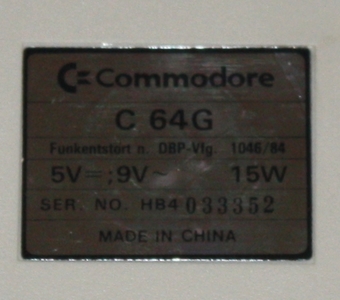 Commodore
C 64G
Funkentstört n. DBP-Vfg. 1046/84
5V⎓;9V~ 15W
SER. NO. HB4 033352
MADE IN CHINA